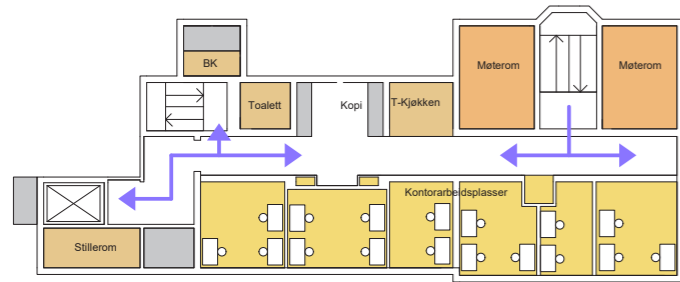 BK
Møterom
Møterom
Toalett
Kopi
T-Kjøkken
Kontorarbeidsplasser
Stillerom